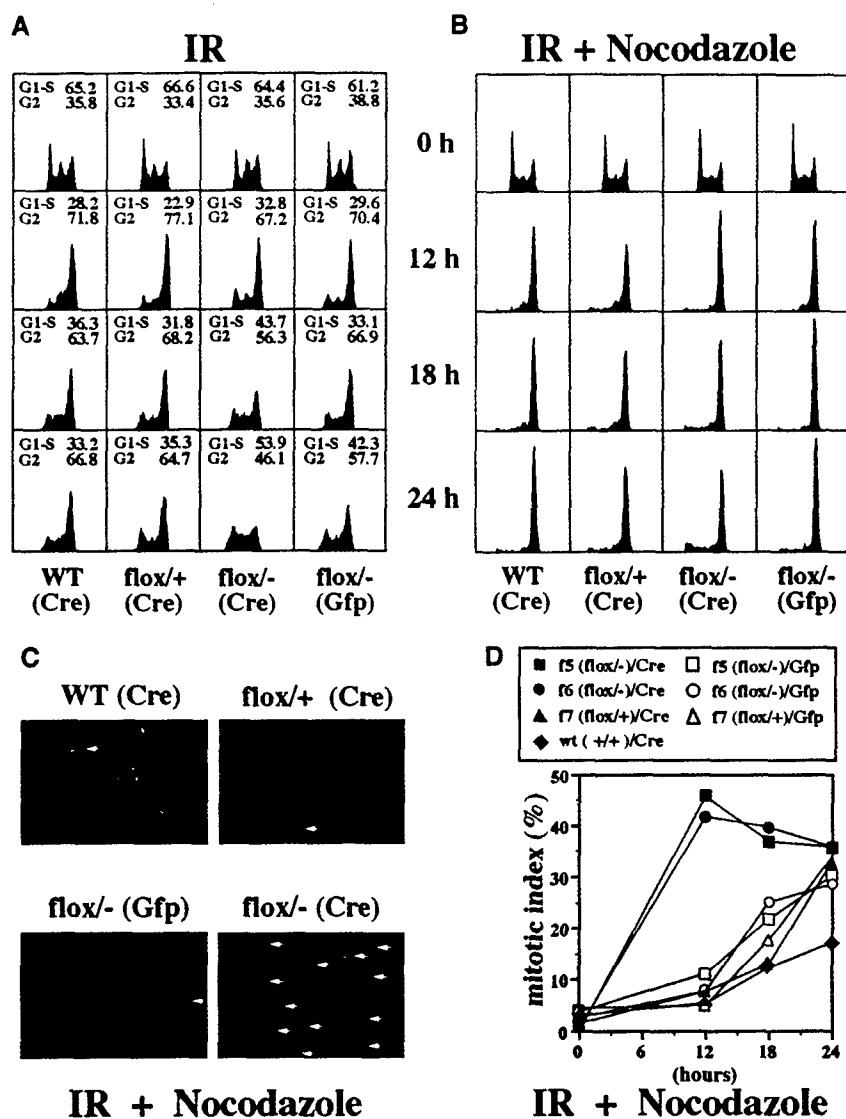 A
IR
B
IR + Nocodazole
G1-S 65.2
G2 35.8
G1-S 66.6
G2 33.4
G1-S 64.4
G2 35.6
G1-S 61.2
G2 38.8
0 h
G1-S 28.2
G2 71.8
G1-S 22.9
G2 77.1
G1-S 32.8
G2 67.2
G1-S 29.6
G2 70.4
12 h
G1-S 36.3
G2 63.7
G1-S 31.8
G2 68.2
G1-S 43.7
G2 56.3
G1-S 33.1
G2 66.9
18 h
G1-S 33.2
G2 66.8
G1-S 35.3
G2 64.7
G1-S 53.9
G2 46.1
G1-S 42.3
G2 57.7
24 h
WT (Cre)
flox/+ (Cre)
flox/- (Cre)
flox/- (Gfp)
WT (Cre)
flox/+ (Cre)
flox/- (Cre)
flox/- (Gfp)
C
WT (Cre)
flox/+ (Cre)
flox/- (Gfp)
flox/- (Cre)
IR + Nocodazole
D
f5 (flox/-)/Cre
f5 (flox/-)/Gfp
f6 (flox/-)/Cre
f6 (flox/-)/Gfp
f7 (flox/+)/Cre
f7 (flox/+)/Gfp
wt ( +/+ )/Cre
mitotic index (%)
50
40
30
20
10
0
0 6 12 18 24
(hours)
IR + Nocodazole